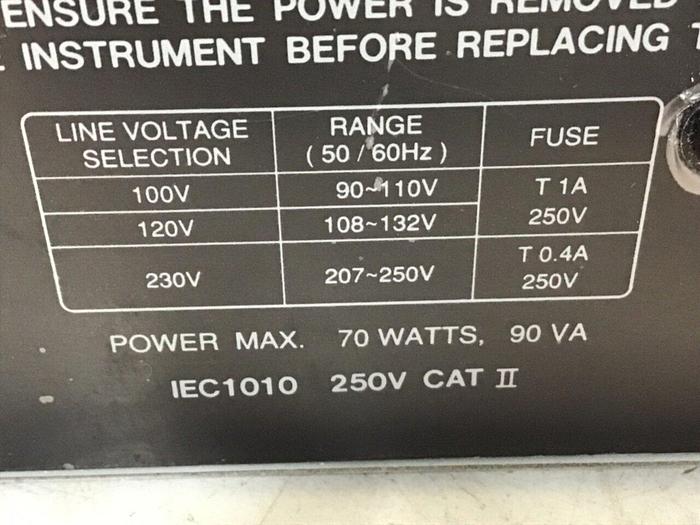 ENSURE THE POWER IS REMOVED
INSTRUMENT BEFORE REPLACING
LINE VOLTAGE SELECTION
RANGE (50/60Hz)
FUSE
100V
90~110V
T 1A 250V
120V
108~132V
230V
207~250V
T 0.4A 250V
POWER MAX. 70 WATTS, 90 VA
IEC1010 250V CAT II